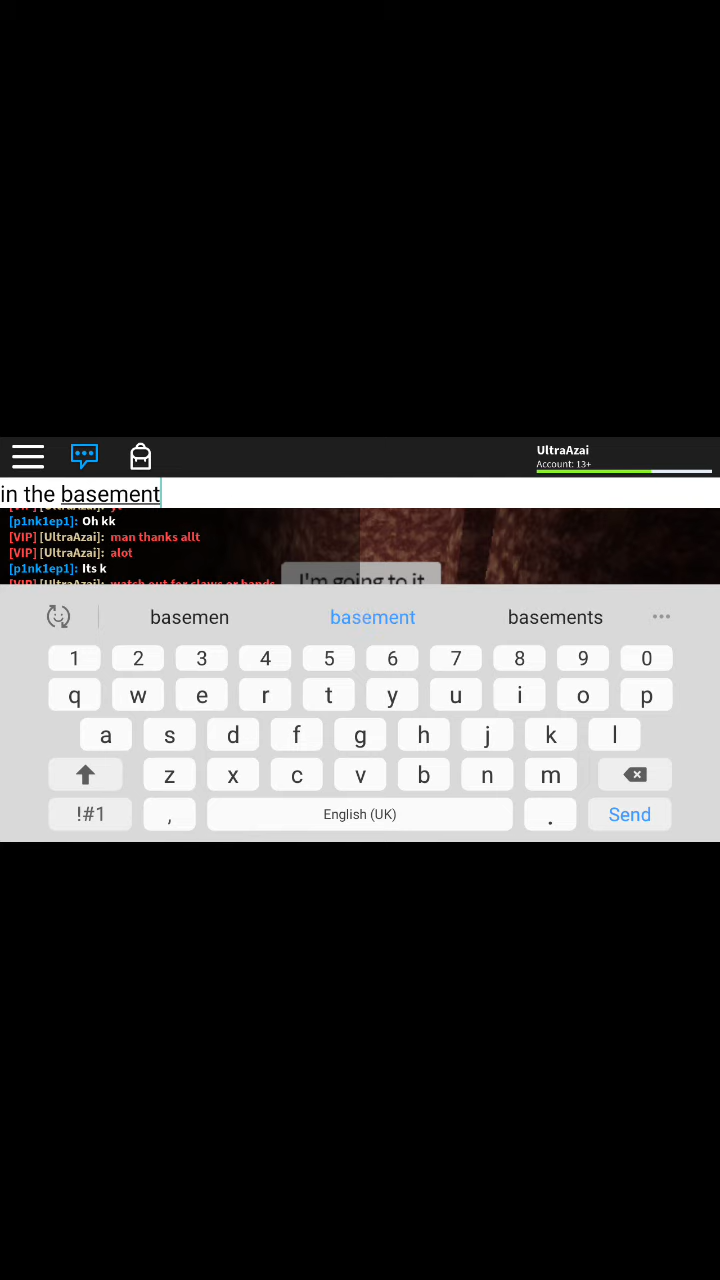 UltraAzai
Account: 13+
in the basement
[VIP] [UltraAzai]:
[p1nk1ep1]: Oh kk
[VIP] [UltraAzai]: man thanks allt
[VIP] [UltraAzai]: alot
[p1nk1ep1]: Its k
[VIP] [UltraAzai]: watch out for claws or hands
I'm going to it
basemen basement basements
1 2 3 4 5 6 7 8 9 0
q w e r t y u i o p
a s d f g h j k l
z x c v b n m
!#1 , English (UK) . Send